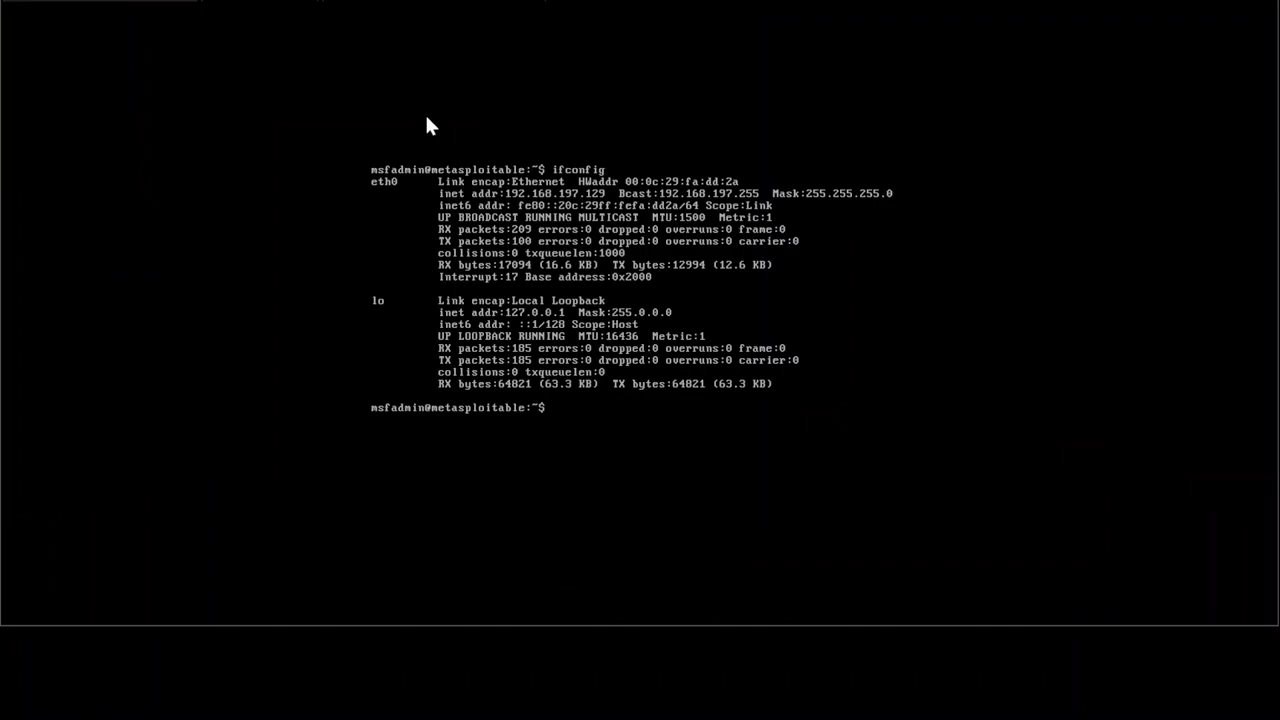 msfadmin@metasploitable:~$ ifconfig
eth0 Link encap:Ethernet HWaddr 00:0c:29:fa:dd:2a
inet addr:192.168.197.129 Bcast:192.168.197.255 Mask:255.255.255.0
inet6 addr: fe80::20c:29ff:fefa:dd2a/64 Scope:Link
UP BROADCAST RUNNING MULTICAST MTU:1500 Metric:1
RX packets:209 errors:0 dropped:0 overruns:0 frame:0
TX packets:100 errors:0 dropped:0 overruns:0 carrier:0
collisions:0 txqueuelen:1000
RX bytes:17094 (16.6 KB) TX bytes:12994 (12.6 KB)
Interrupt:17 Base address:0x2000
lo Link encap:Local Loopback
inet addr:127.0.0.1 Mask:255.0.0.0
inet6 addr: ::1/128 Scope:Host
UP LOOPBACK RUNNING MTU:16436 Metric:1
RX packets:185 errors:0 dropped:0 overruns:0 frame:0
TX packets:185 errors:0 dropped:0 overruns:0 carrier:0
collisions:0 txqueuelen:0
RX bytes:64821 (63.3 KB) TX bytes:64821 (63.3 KB)
msfadmin@metasploitable:~$